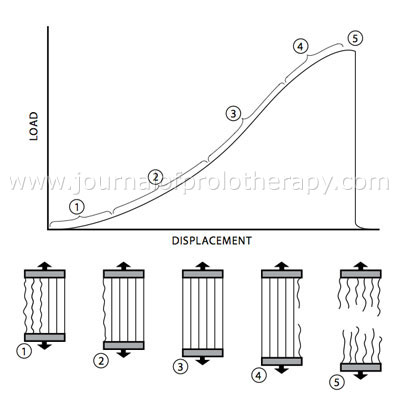 ⑤
④
③
②
①
LOAD
www.journalofprolotherapy.com
DISPLACEMENT
① ② ③ ④ ⑤